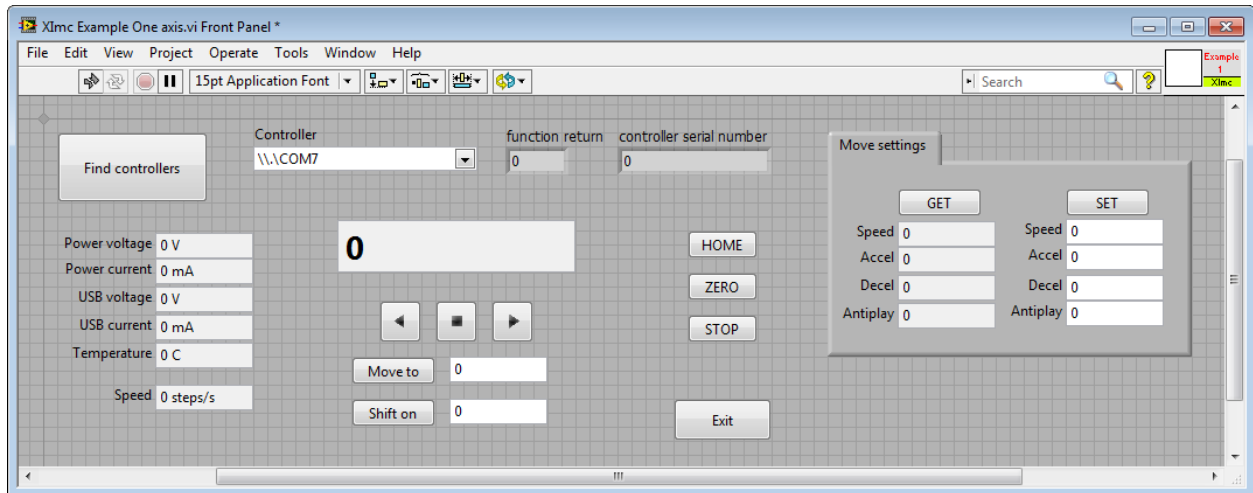 XImc Example One axis.vi Front Panel *
File Edit View Project Operate Tools Window Help
15pt Application Font
Search
Example
1
XImc
Find controllers
Controller
\\.\COM7
function return
0
controller serial number
0
Move settings
GET
SET
Speed 0
Speed 0
Accel 0
Accel 0
Decel 0
Decel 0
Antiplay 0
Antiplay 0
Power voltage 0 V
Power current 0 mA
USB voltage 0 V
USB current 0 mA
Temperature 0 C
Speed 0 steps/s
0
Move to 0
Shift on 0
HOME
ZERO
STOP
Exit